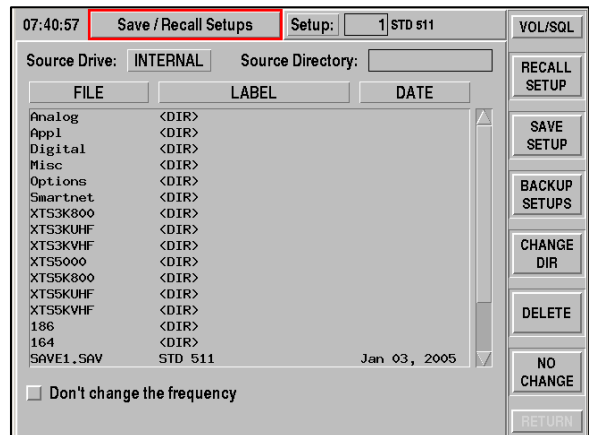 07:40:57 Save / Recall Setups Setup: 1 STD 511
Source Drive: INTERNAL Source Directory:
FILE LABEL DATE
Analog <DIR>
Appl <DIR>
Digital <DIR>
Misc <DIR>
Options <DIR>
Smartnet <DIR>
XTS3K800 <DIR>
XTS3KUHF <DIR>
XTS3KVHF <DIR>
XTS5000 <DIR>
XTS5K800 <DIR>
XTS5KUHF <DIR>
XTS5KVHF <DIR>
186 <DIR>
164 <DIR>
SAVE1.SAV STD 511 Jan 03, 2005
Don't change the frequency
VOL/SQL
RECALL
SETUP
SAVE
SETUP
BACKUP
SETUPS
CHANGE
DIR
DELETE
NO
CHANGE
RETURN